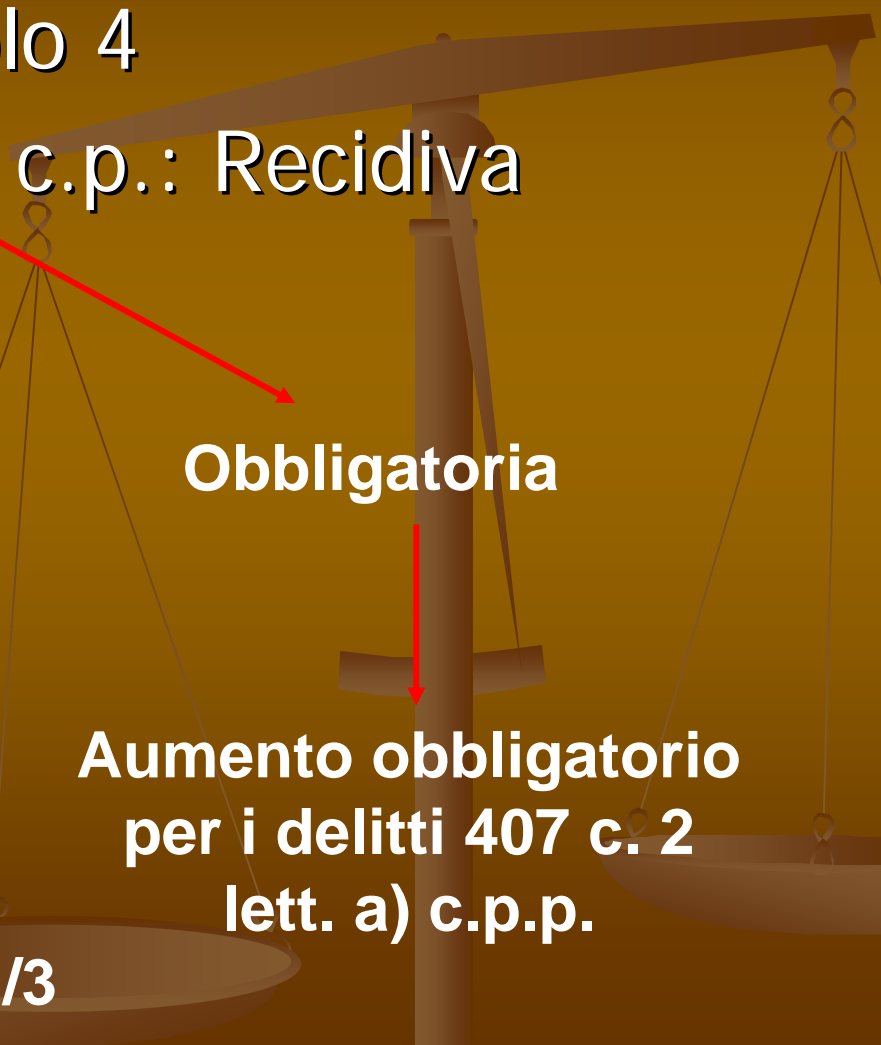 lo 4
c.p.: Recidiva
Obbligatoria
Aumento obbligatorio
per i delitti 407 c. 2
lett. a) c.p.p.
/3